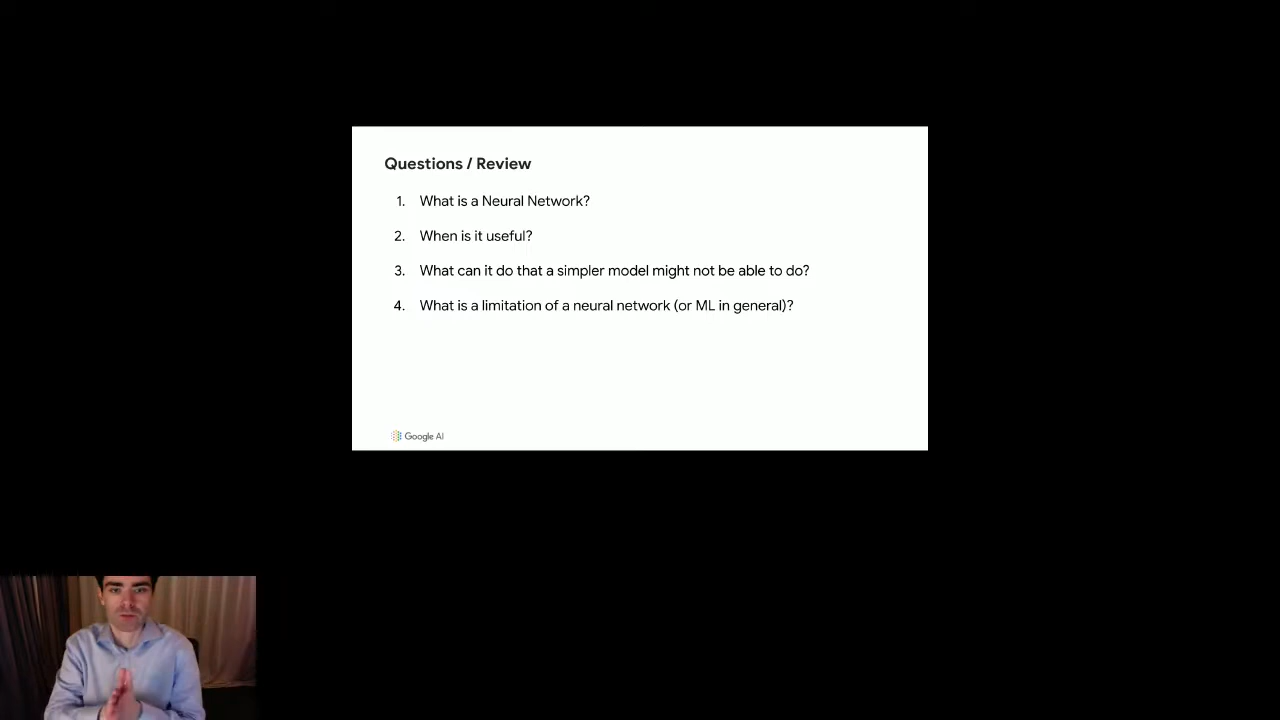 Questions / Review
1. What is a Neural Network?
2. When is it useful?
3. What can it do that a simpler model might not be able to do?
4. What is a limitation of a neural network (or ML in general)?
Google AI